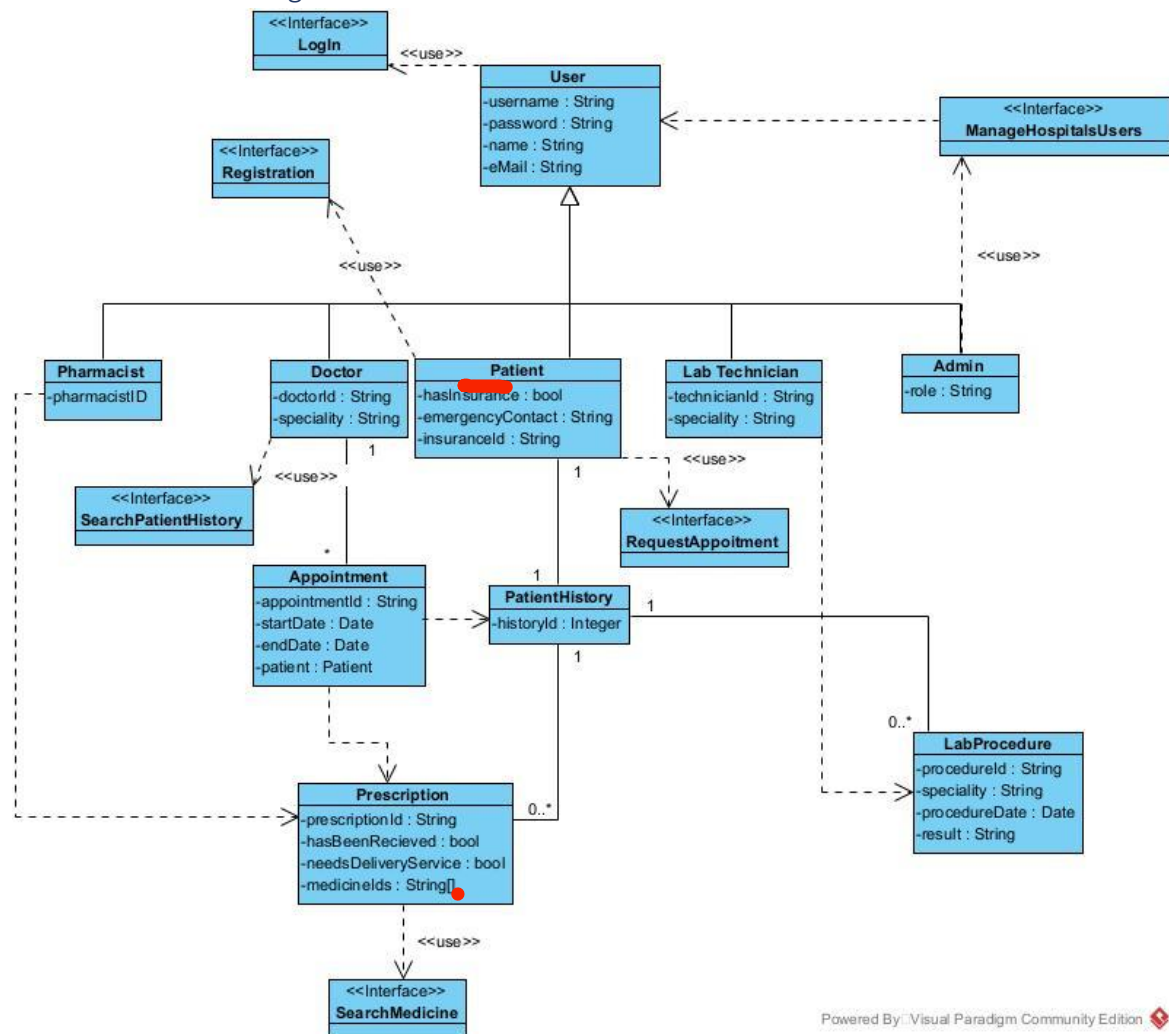 <<Interface>>
LogIn
<<use>>
User
-username : String
-password : String
-name : String
-eMail : String
<<Interface>>
ManageHospitalsUsers
<<Interface>>
Registration
<<use>>
<<use>>
Pharmacist
-pharmacistID
Doctor
-doctorId : String
-speciality : String
Patient
-hasInsurance : bool
-emergencyContact : String
-insuranceId : String
Lab Technician
-technicianId : String
-speciality : String
Admin
-role : String
1
<<use>>
1
<<use>>
<<Interface>>
SearchPatientHistory
<<Interface>>
RequestAppoitment
*
1
Appointment
-appointmentId : String
-startDate : Date
-endDate : Date
-patient : Patient
PatientHistory
-historyId : Integer
1
1
0..*
LabProcedure
-procedureId : String
-speciality : String
-procedureDate : Date
-result : String
Prescription
-prescriptionId : String
-hasBeenRecieved : bool
-needsDeliveryService : bool
-medicineIds : String[]
0..*
<<use>>
<<Interface>>
SearchMedicine
Powered By Visual Paradigm Community Edition